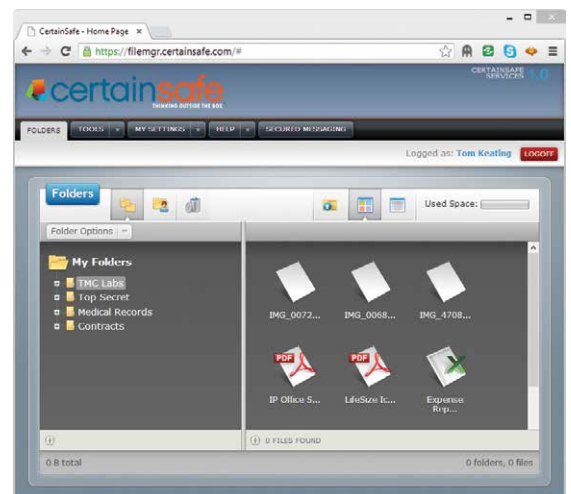 CertainSafe - Home Page ×
https://filemgr.certainsafe.com/#
certainsafe
THINKING OUTSIDE THE BOX
CERTAINSAFE
SERVICES 1.0
FOLDERS TOOLS MY SETTINGS HELP SECURED MESSAGING
Logged as: Tom Keating LOGOFF
Folders
Used Space:
Folder Options
My Folders
TMC Labs
Top Secret
Medical Records
Contracts
IMG_0072... IMG_0068... IMG_4708...
PDF PDF
IP Office S... LifeSize Ic... Expense
Rep...
0 FILES FOUND
0 B total
0 folders, 0 files